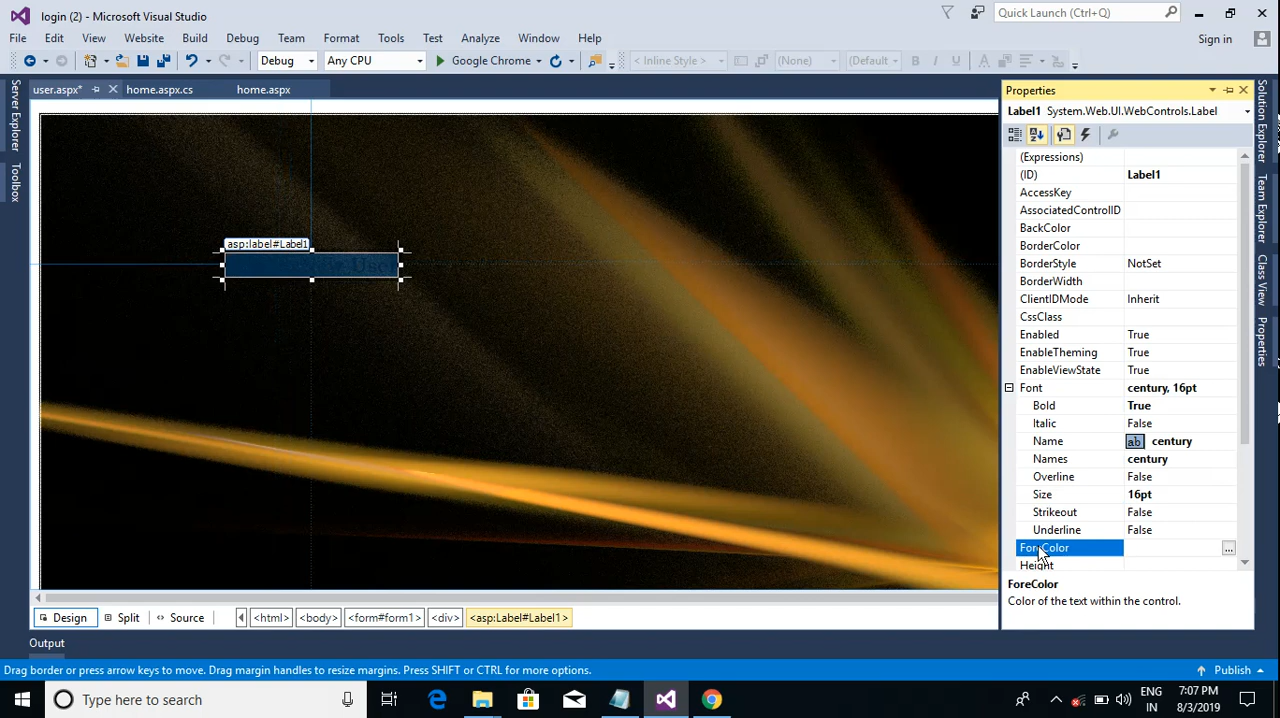 login (2) - Microsoft Visual Studio
Quick Launch (Ctrl+Q)
File Edit View Website Build Debug Team Format Tools Test Analyze Window Help
Sign in
Debug Any CPU Google Chrome < Inline Style > (None) (Default) B I U A
user.aspx* home.aspx.cs home.aspx
Server Explorer
Toolbox
asp:label#Label1
User
Properties
Label1 System.Web.UI.WebControls.Label
(Expressions)
(ID) Label1
AccessKey
AssociatedControlID
BackColor
BorderColor
BorderStyle NotSet
BorderWidth
ClientIDMode Inherit
CssClass
Enabled True
EnableTheming True
EnableViewState True
Font century, 16pt
Bold True
Italic False
Name ab century
Names century
Overline False
Size 16pt
Strikeout False
Underline False
ForeColor ...
Height
ForeColor
Color of the text within the control.
Solution Explorer
Team Explorer
Class View
Properties
Design Split Source <html> <body> <form#form1> <div> <asp:Label#Label1>
Output
Drag border or press arrow keys to move. Drag margin handles to resize margins. Press SHIFT or CTRL for more options.
Publish
Type here to search
ENG
IN
7:07 PM
8/3/2019